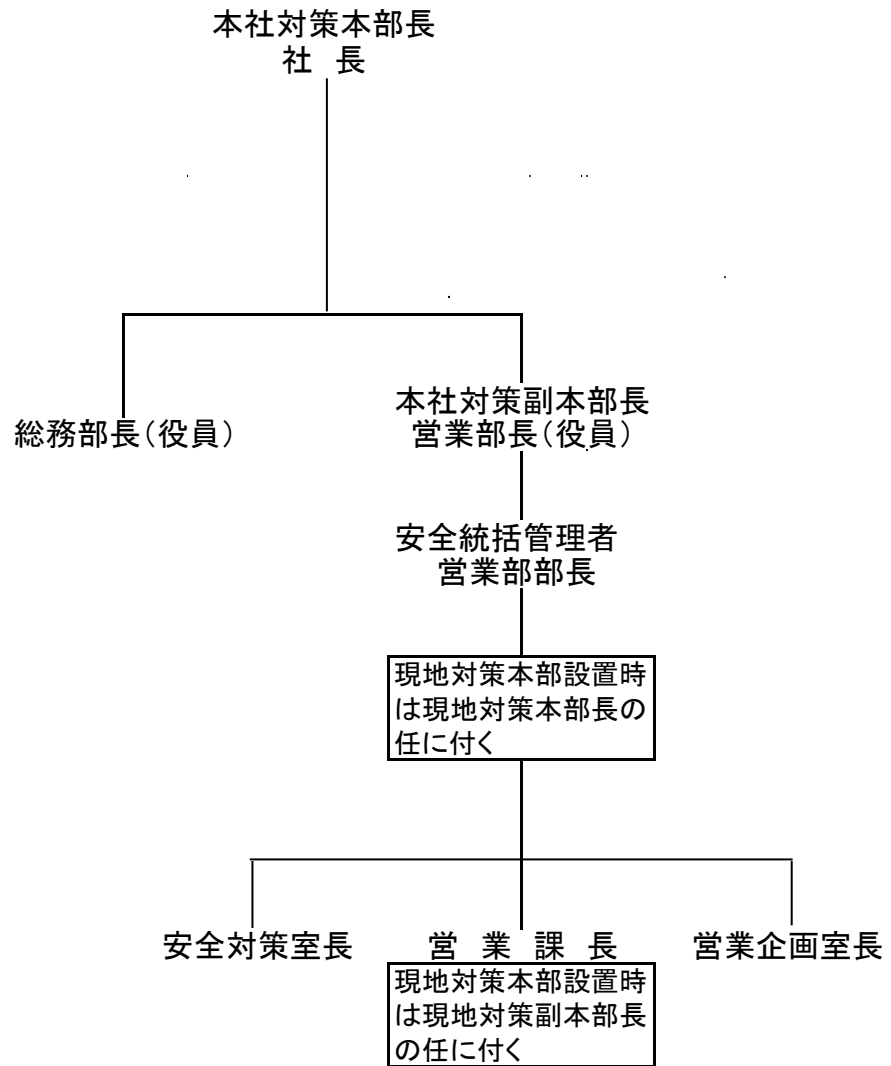 本社対策本部長
社 長
総務部長（役員）
本社対策副本部長
営業部長（役員）
安全統括管理者
営業部部長
現地対策本部設置時
は現地対策本部長の
任に付く
安全対策室長
営 業 課 長
営業企画室長
現地対策本部設置時
は現地対策副本部長
の任に付く